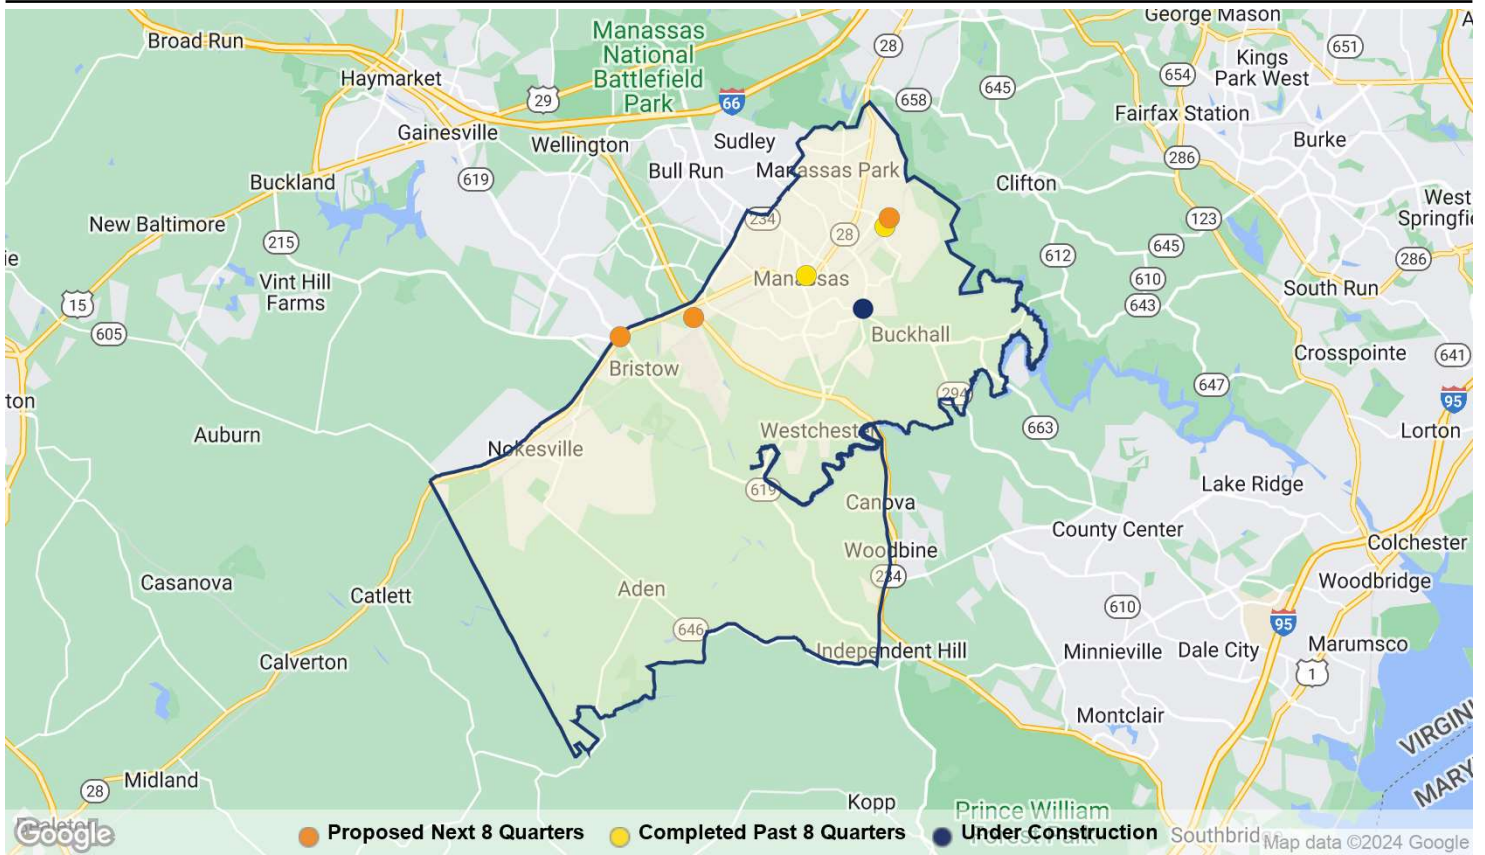 George Mason
Broad Run
Manassas
National
Battlefield
Park
28
651
Kings
Park West
Haymarket
654
645
29
66
658
Fairfax Station
Gainesville
Sudley
Burke
Wellington
286
Bull Run
Manassas Park
619
Clifton
Buckland
West
New Baltimore
234
123
28
215
645
612
286
ie
Manassas
610
Vint Hill
Farms
South Run
15
643
605
Buckhall
Crosspointe
641
Bristow
647
294
95
ton
663
Auburn
Westchester
Lorton
Nokesville
Lake Ridge
619
Canova
County Center
Colchester
Woodbine
234
Casanova
Aden
Woodbridge
Catlett
610
95
646
Marumsco
Independent Hill
Minnieville
Dale City
Calverton
1
Montclair
Midland
28
Kopp
Prince William
Google
Proposed Next 8 Quarters
Completed Past 8 Quarters
Under Construction
Map data ©2024 Google